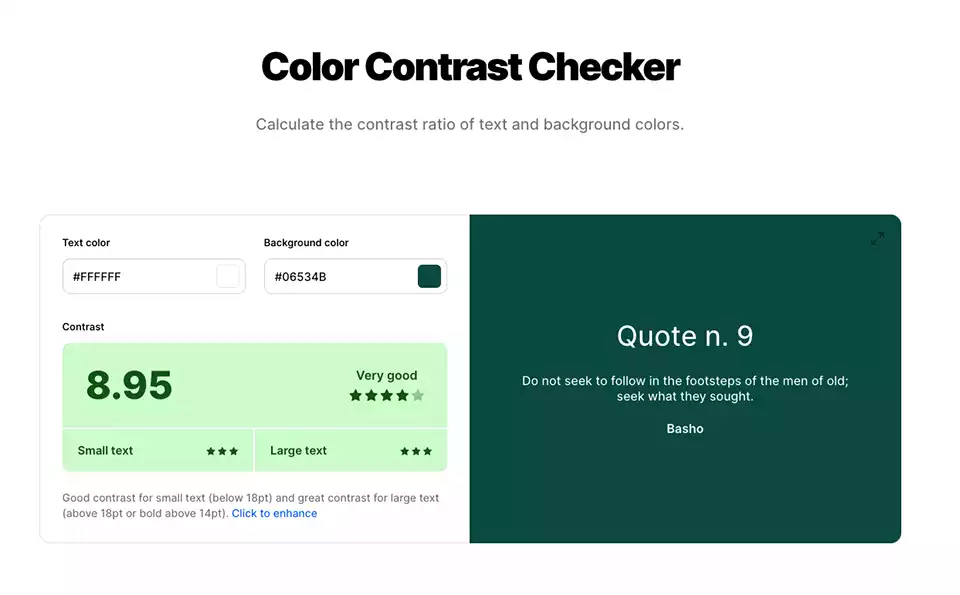 Color Contrast Checker
Calculate the contrast ratio of text and background colors.
Text color
#FFFFFF
Background color
#06534B
Contrast
8.95
Very good
Small text
Large text
Good contrast for small text (below 18pt) and great contrast for large text
(above 18pt or bold above 14pt). Click to enhance
Quote n. 9
Do not seek to follow in the footsteps of the men of old;
seek what they sought.
Basho